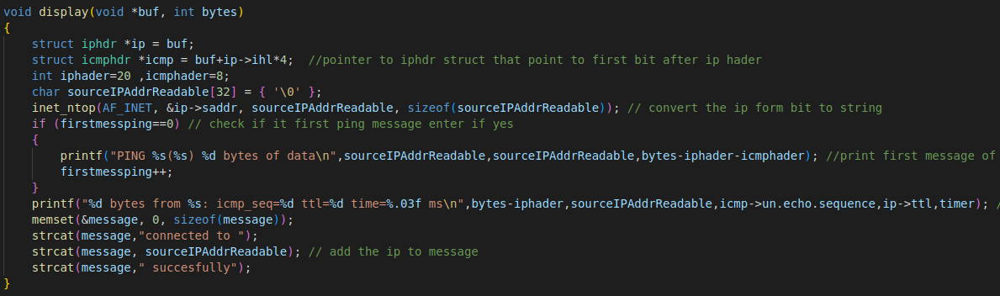 void display(void *buf, int bytes)
{
    struct iphdr *ip = buf;
    struct icmphdr *icmp = buf+ip->ihl*4;  //pointer to iphdr struct that point to first bit after ip hader
    int iphader=20 ,icmphader=8;
    char sourceIPAddrReadable[32] = { '\0' };
    inet_ntop(AF_INET, &ip->saddr, sourceIPAddrReadable, sizeof(sourceIPAddrReadable)); // convert the ip form bit to string
    if (firstmessping==0) // check if it first ping message enter if yes
    {
        printf("PING %s(%s) %d bytes of data\n",sourceIPAddrReadable,sourceIPAddrReadable,bytes-iphader-icmphader); //print first message of
        firstmessping++;
    }
    printf("%d bytes from %s: icmp_seq=%d ttl=%d time=%.03f ms\n",bytes-iphader,sourceIPAddrReadable,icmp->un.echo.sequence,ip->ttl,timer); /
    memset(&message, 0, sizeof(message));
    strcat(message,"connected to ");
    strcat(message, sourceIPAddrReadable); // add the ip to message
    strcat(message," succesfully");
}